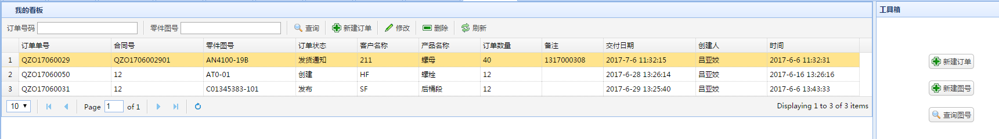 我的看板
工具箱
订单号码 零件图号 查询 新建订单 修改 删除 刷新
订单单号 合同号 零件图号 订单状态 客户名称 产品名称 订单数量 备注 交付日期 创建人 时间
1 QZO17060029 QZO1706002901 AN4100-19B 发货通知 211 螺母 40 1317000308 2017-7-6 11:32:15 吕亚姣 2017-6-6 11:32:31
2 QZO17060050 12 AT0-01 创建 HF 螺栓 12 2017-6-28 13:26:14 吕亚姣 2017-6-16 13:26:16
3 QZO17060031 12 C01345383-101 发布 SF 后桶段 12 2017-6-29 13:25:40 吕亚姣 2017-6-6 13:43:33
10 Page 1 of 1 Displaying 1 to 3 of 3 items
新建订单
新建图号
查询图号